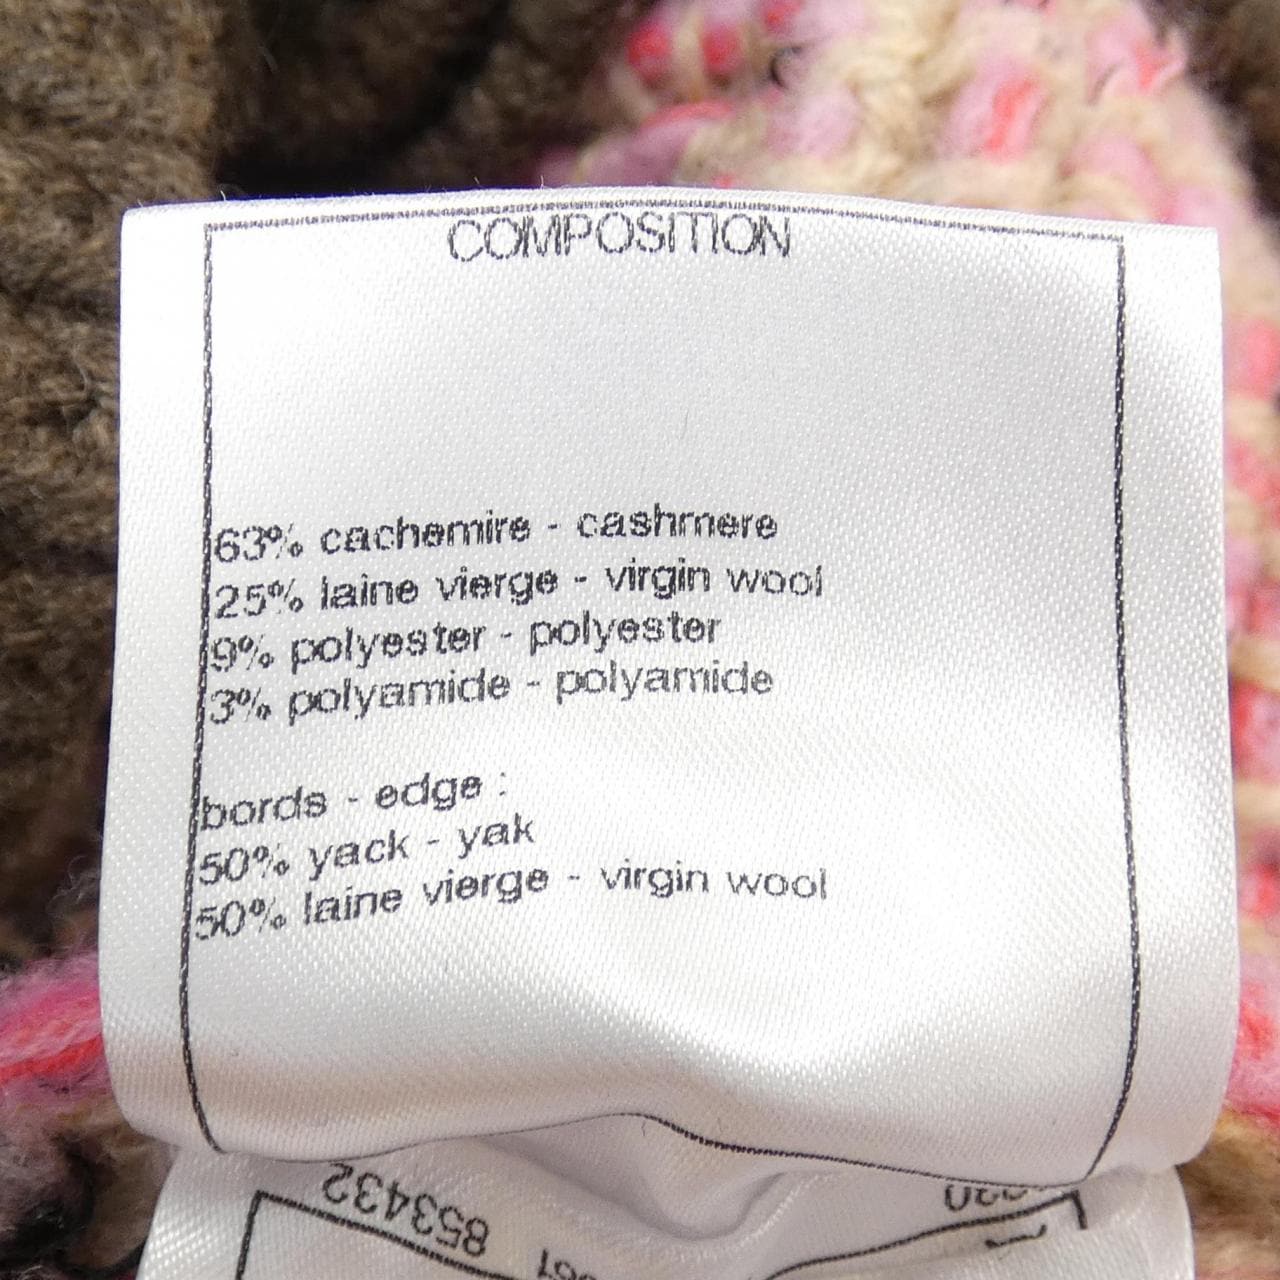 COMPOSITION
63% cachemire - cashmere
25% laine vierge - virgin wool
9% polyester - polyester
3% polyamide - polyamide
bords - edge :
50% yack - yak
50% laine vierge - virgin wool
853432